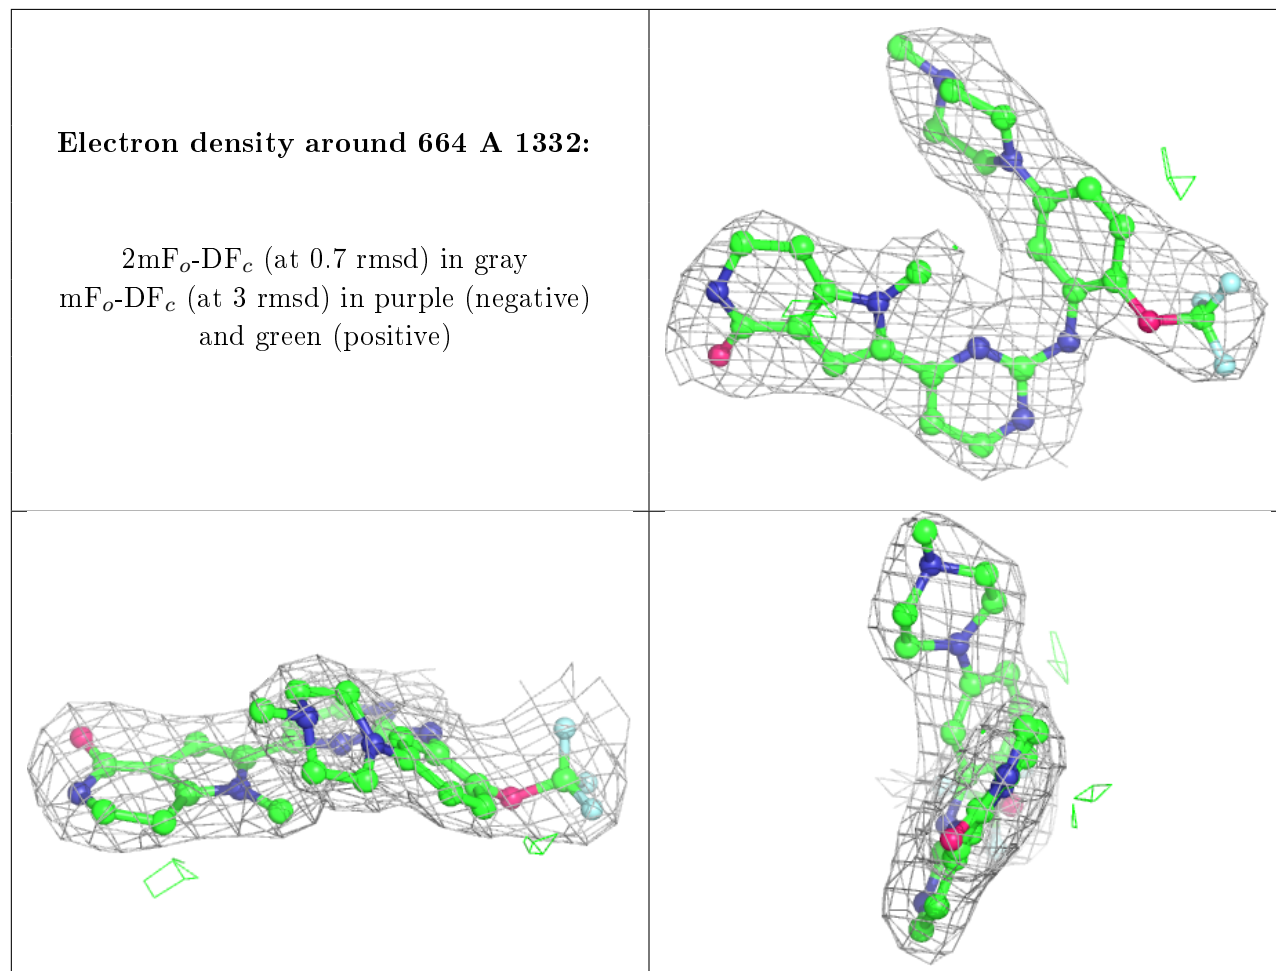 Electron density around 664 A 1332:
2mFo-DFc (at 0.7 rmsd) in gray
mFo-DFc (at 3 rmsd) in purple (negative)
and green (positive)